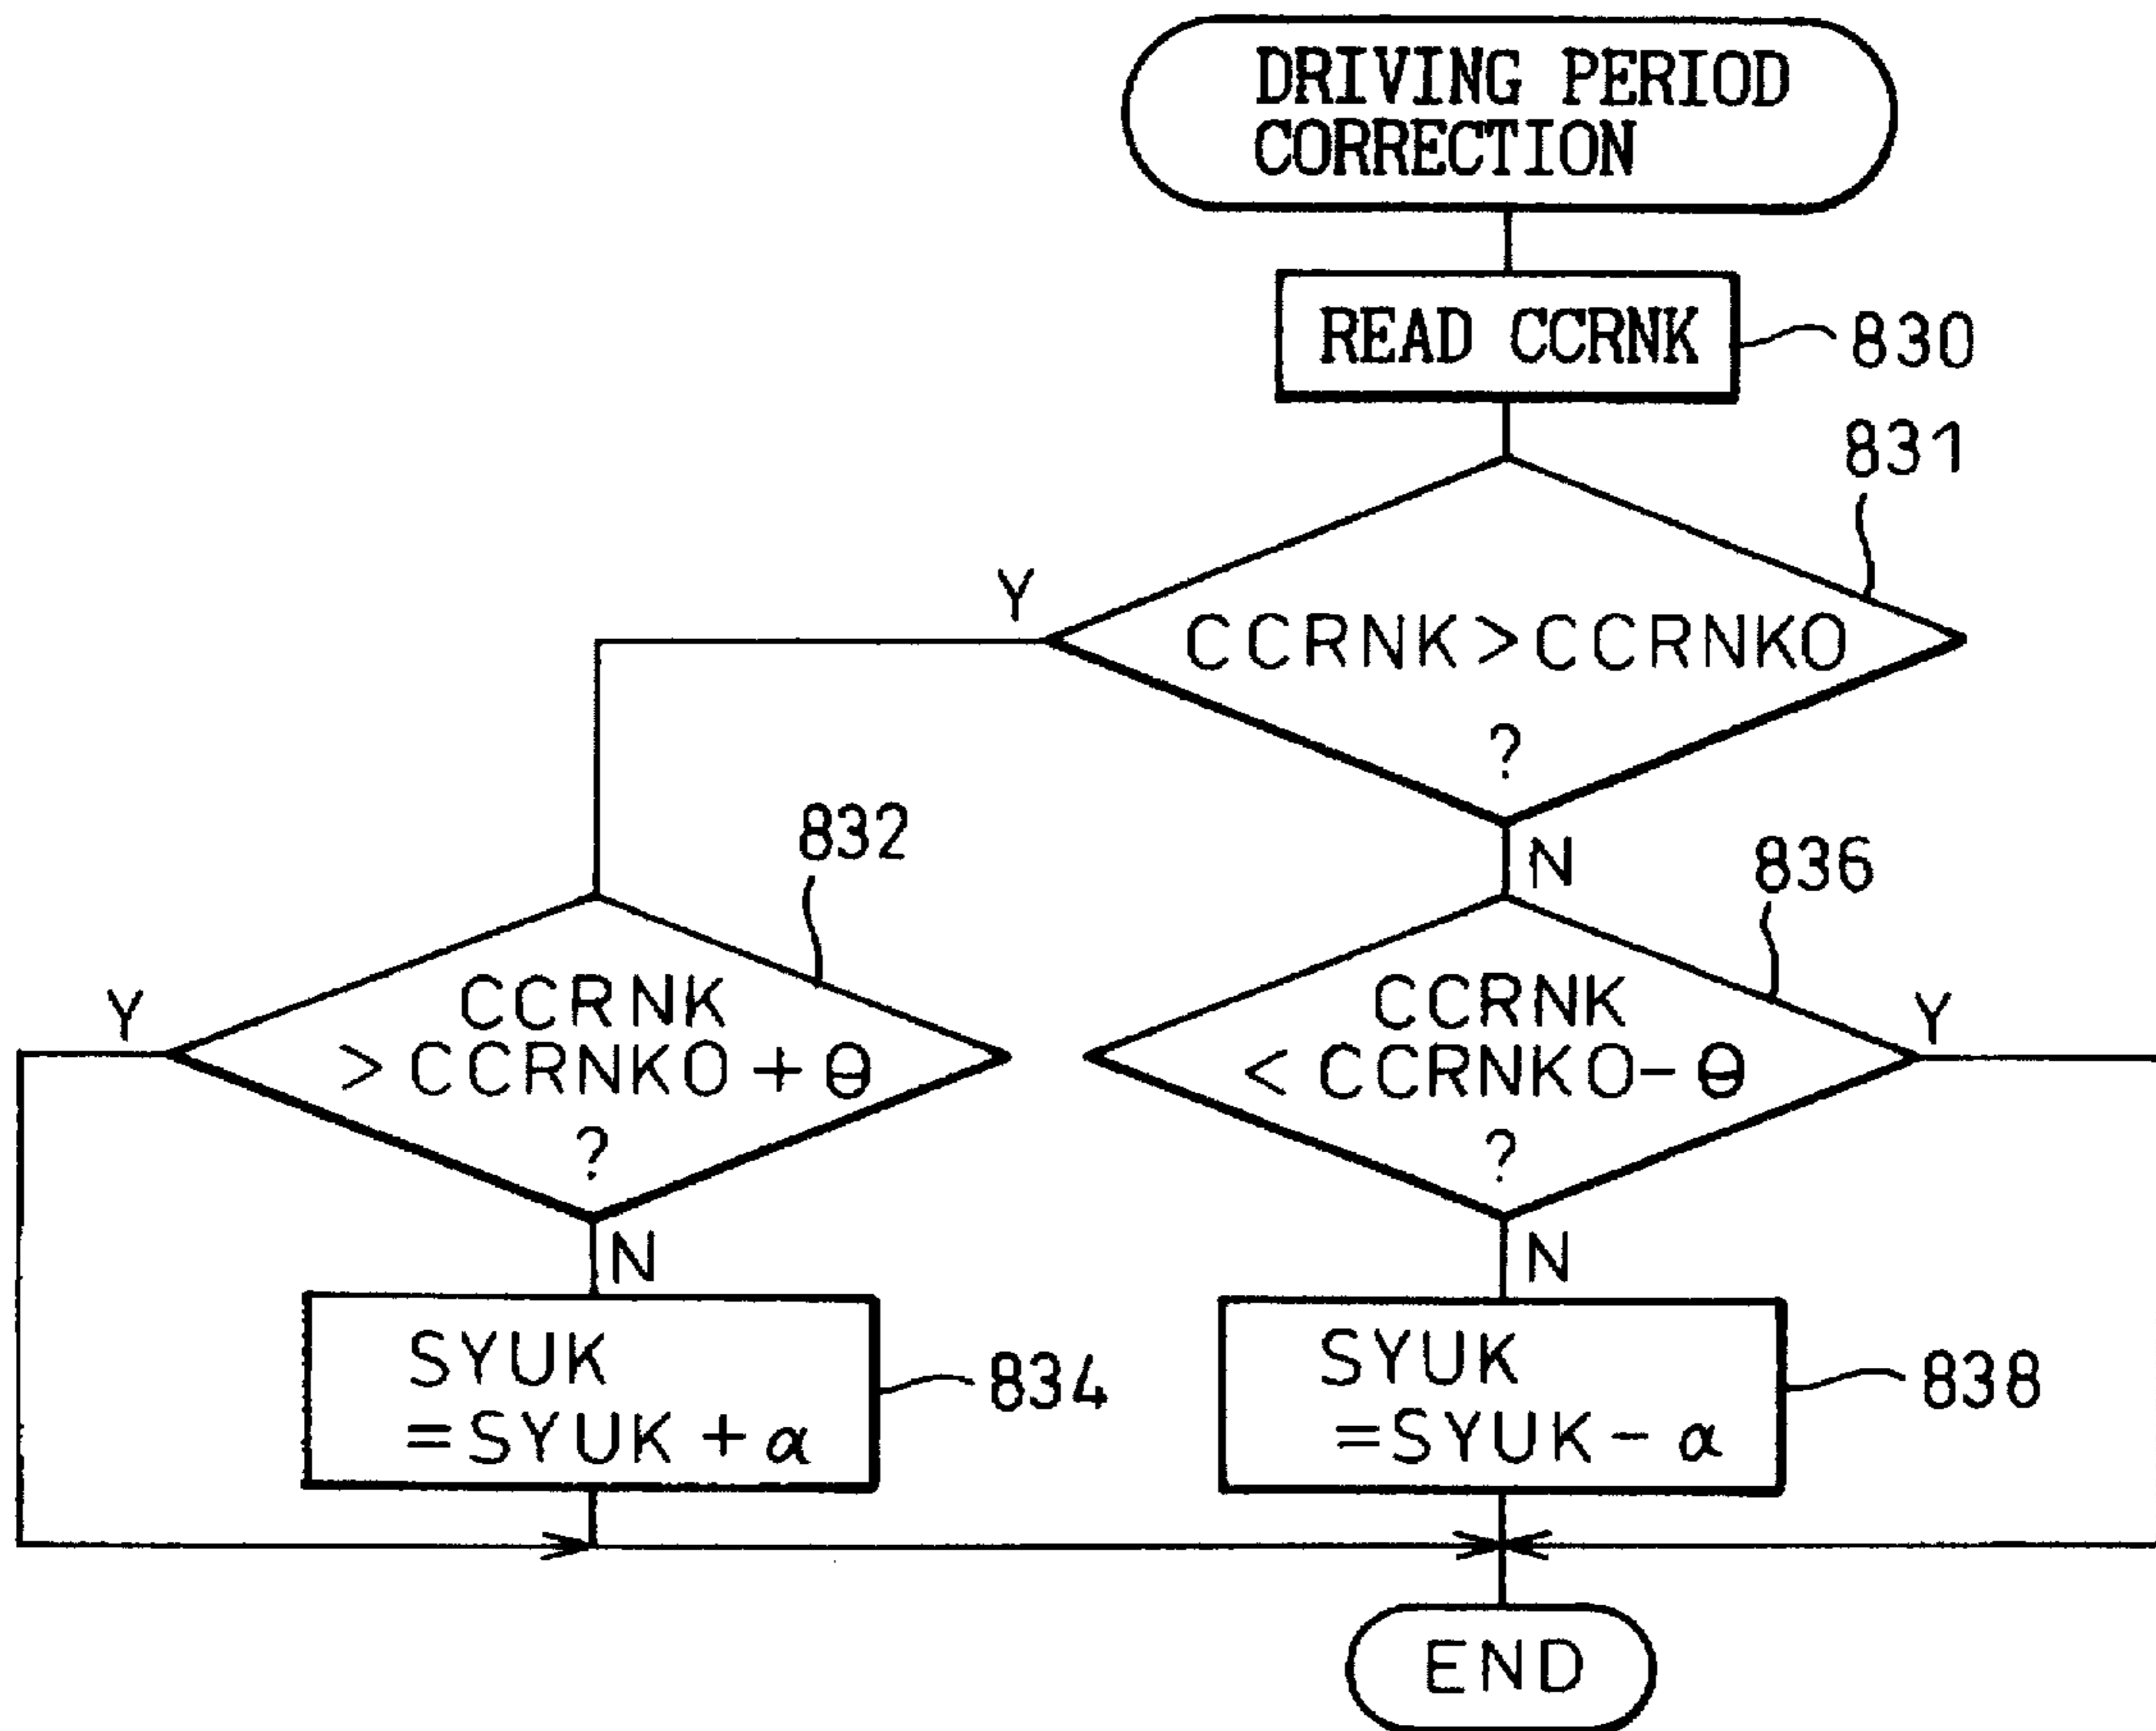 DRIVING PERIOD
CORRECTION
READ CCRNK
830
831
Y
CCRNK>CCRNKO
?
N
832
836
Y
CCRNK
>CCRNKO+θ
?
N
CCRNK
<CCRNKO-θ
?
Y
N
SYUK
=SYUK+α
834
SYUK
=SYUK-α
838
END